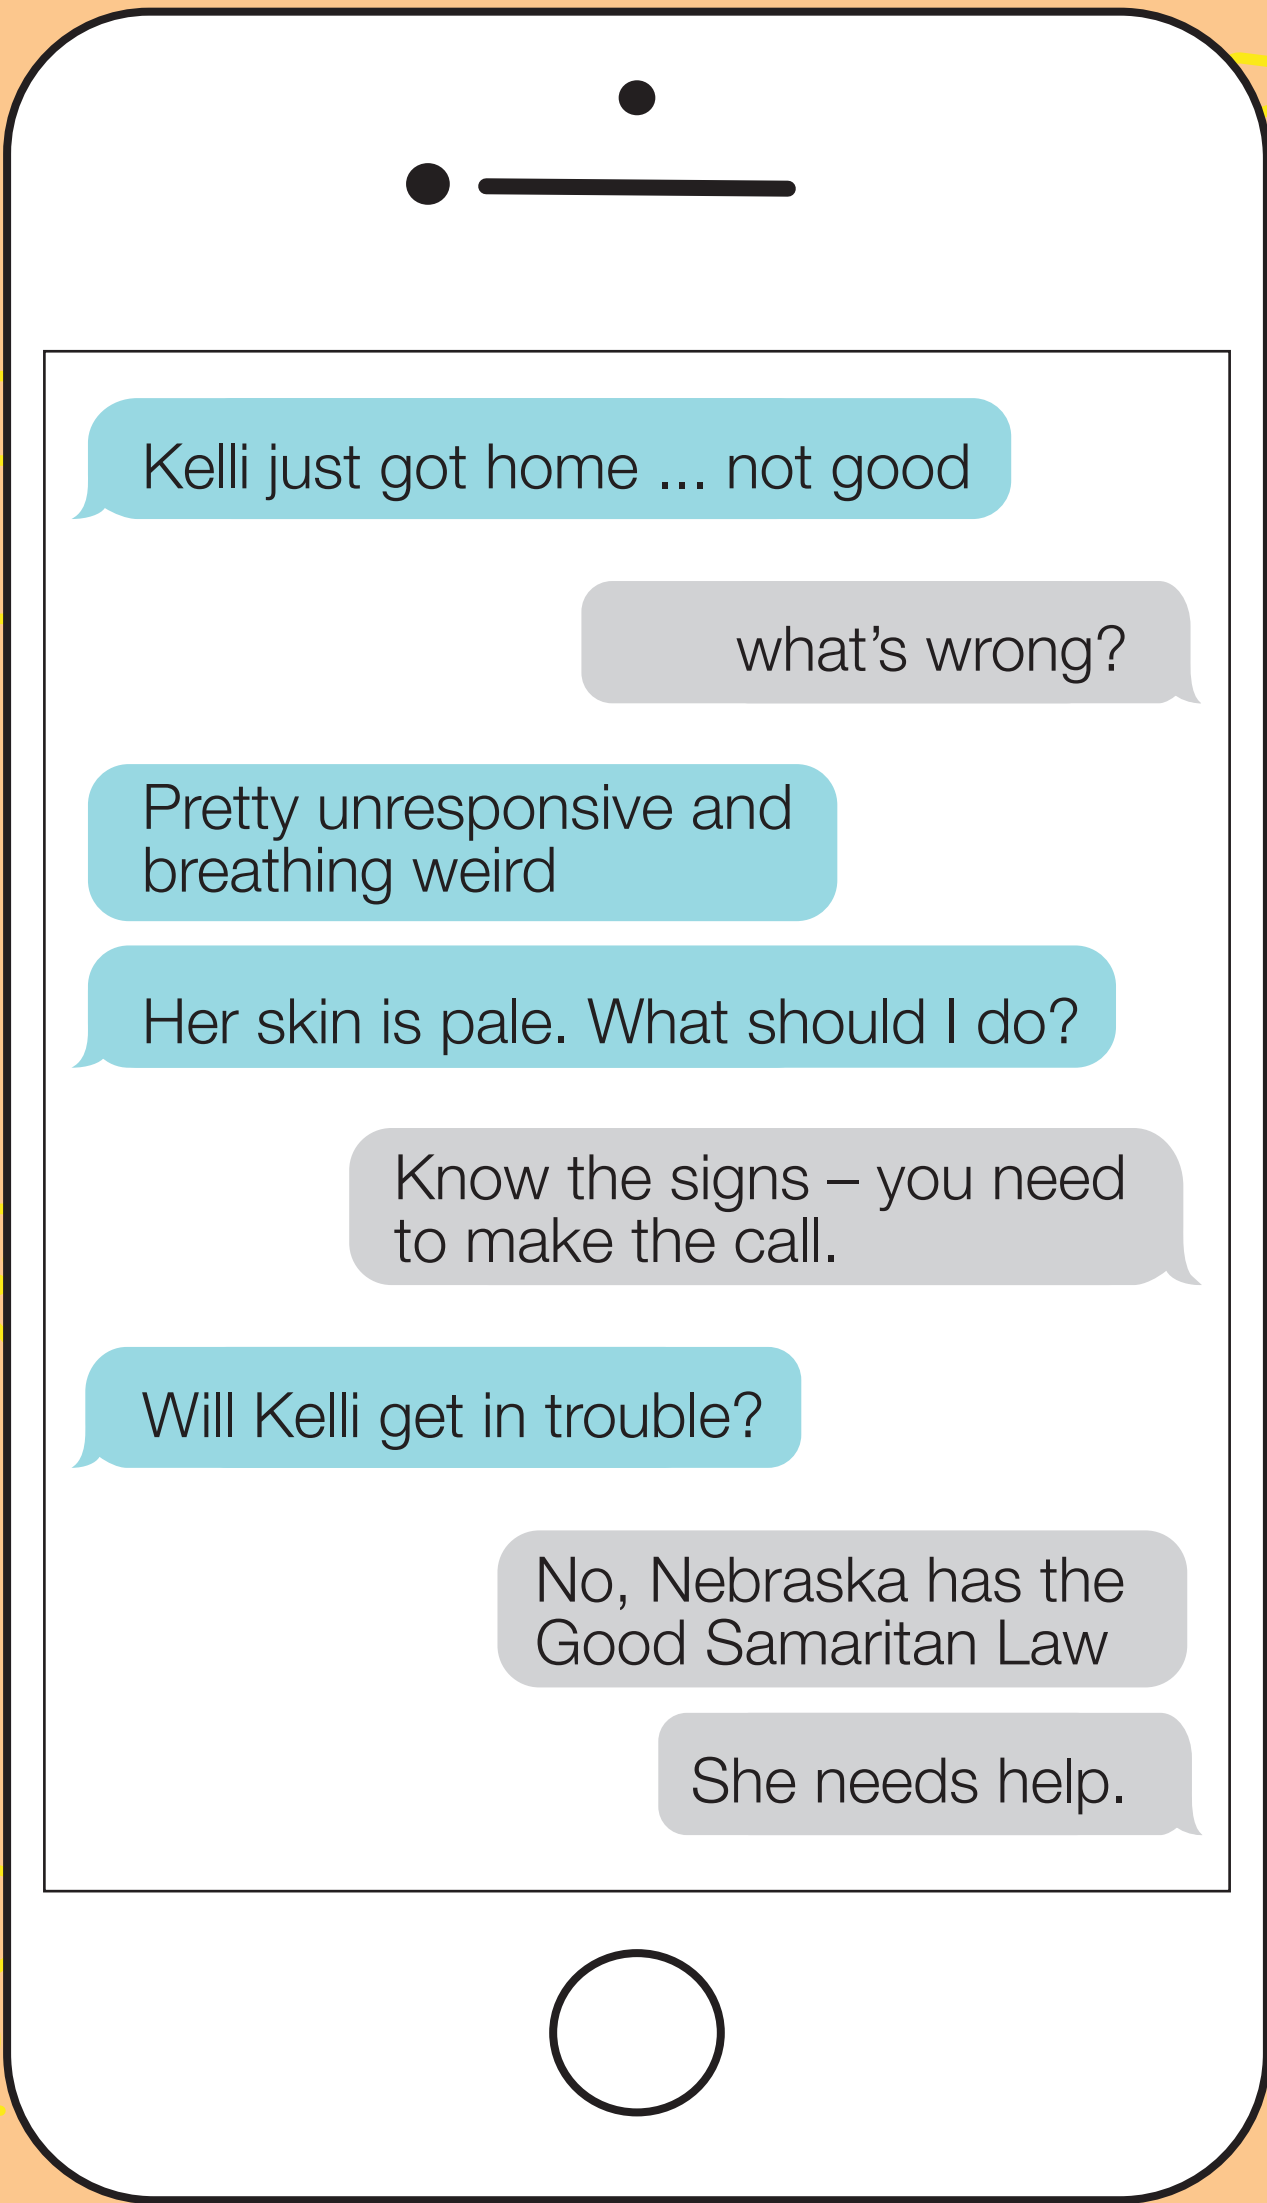 Kelli just got home ... not good
what’s wrong?
Pretty unresponsive and
breathing weird
Her skin is pale. What should I do?
Know the signs – you need
to make the call.
Will Kelli get in trouble?
No, Nebraska has the
Good Samaritan Law
She needs help.